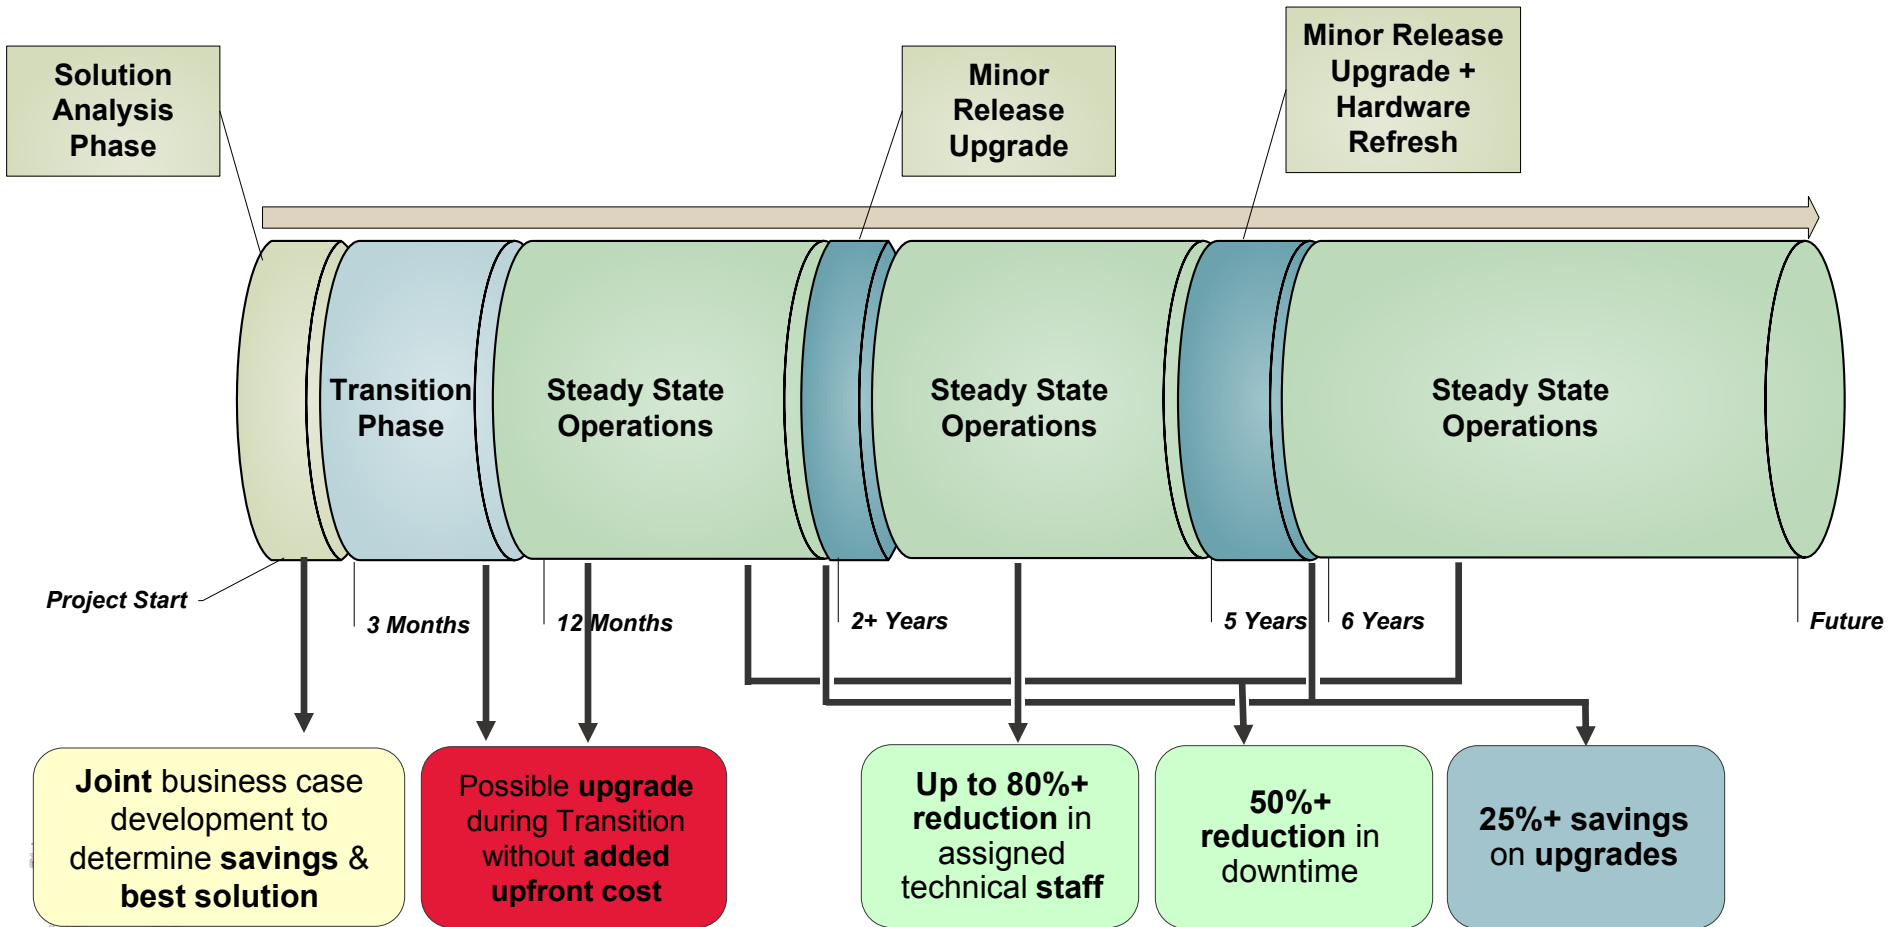 Solution
Analysis
Phase
Minor
Release
Upgrade
Minor Release
Upgrade +
Hardware
Refresh
Transition
Phase
Steady State
Operations
Steady State
Operations
Steady State
Operations
Project Start
3 Months
12 Months
2+ Years
5 Years
6 Years
Future
Joint business case
development to
determine savings &
best solution
Possible upgrade
during Transition
without added
upfront cost
Up to 80%+
reduction in
assigned
technical staff
50%+
reduction in
downtime
25%+ savings
on upgrades